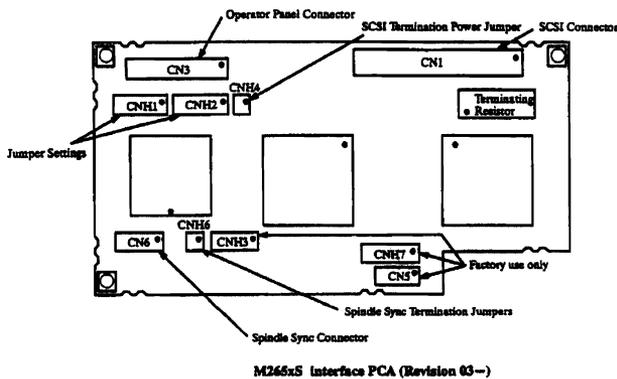 Operator Panel Connector
SCSI Termination Power Jumper
SCSI Connector
CN3
CN1
CNH4
CNH1
CNH2
Terminating
Resistor
Jumper Settings
CNH6
CN6
CNH3
CNH7
CN5
Factory use only
Spindle Sync Termination Jumpers
Spindle Sync Connector
M265xS Interface PCA (Revision 03—)